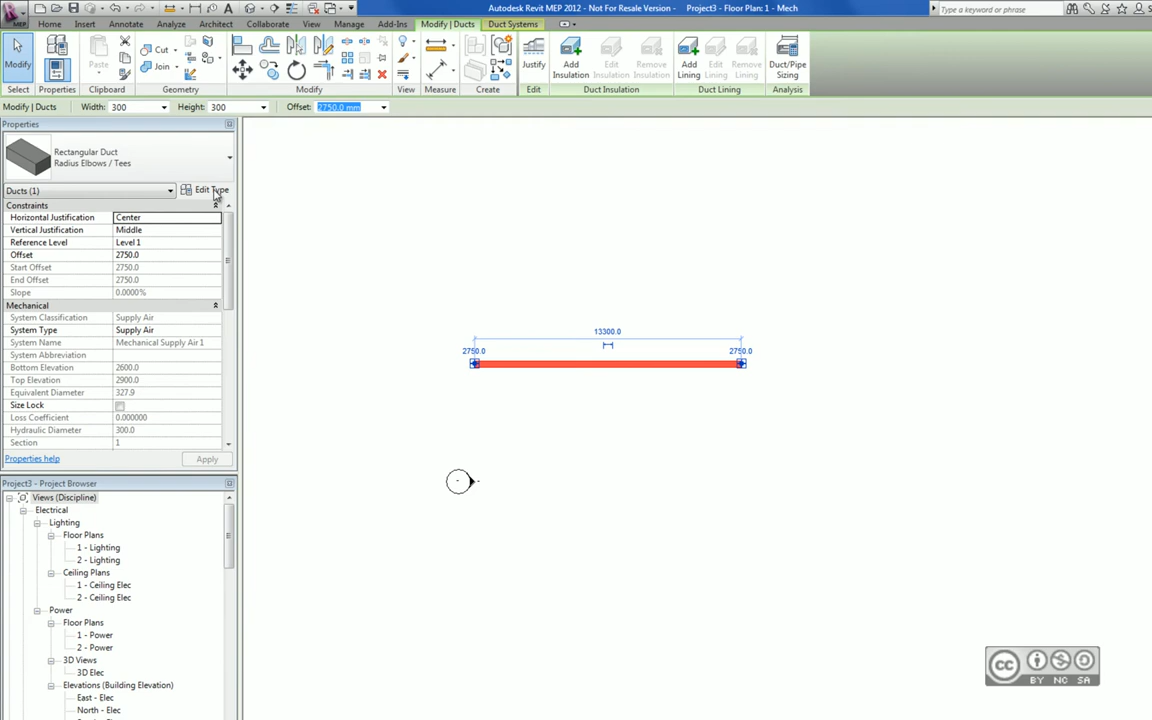 Autodesk Revit MEP 2012 - Not For Resale Version - Project3 - Floor Plan: 1 - Mech
Type a keyword or phrase
MEP
Home Insert Annotate Analyze Architect Collaborate View Manage Add-Ins Modify | Ducts Duct Systems
Modify Paste Cut Join Justify Add Insulation Edit Insulation Remove Insulation Add Lining Edit Lining Remove Lining Duct/Pipe Sizing
Select Properties Clipboard Geometry Modify View Measure Create Edit Duct Insulation Duct Lining Analysis
Modify | Ducts Width: 300 Height: 300 Offset: 2750.0 mm
Properties
Rectangular Duct
Radius Elbows / Tees
Ducts (1) Edit Type
Constraints
Horizontal Justification Center
Vertical Justification Middle
Reference Level Level 1
Offset 2750.0
Start Offset 2750.0
End Offset 2750.0
Slope 0.0000%
Mechanical
System Classification Supply Air
System Type Supply Air
System Name Mechanical Supply Air 1
System Abbreviation
Bottom Elevation 2600.0
Top Elevation 2900.0
Equivalent Diameter 327.9
Size Lock
Loss Coefficient 0.000000
Hydraulic Diameter 300.0
Section 1
Properties help Apply
13300.0
2750.0 2750.0
Project3 - Project Browser
Views (Discipline)
Electrical
Lighting
Floor Plans
1 - Lighting
2 - Lighting
Ceiling Plans
1 - Ceiling Elec
2 - Ceiling Elec
Power
Floor Plans
1 - Power
2 - Power
3D Views
3D Elec
Elevations (Building Elevation)
East - Elec
North - Elec
cc
BY NC SA